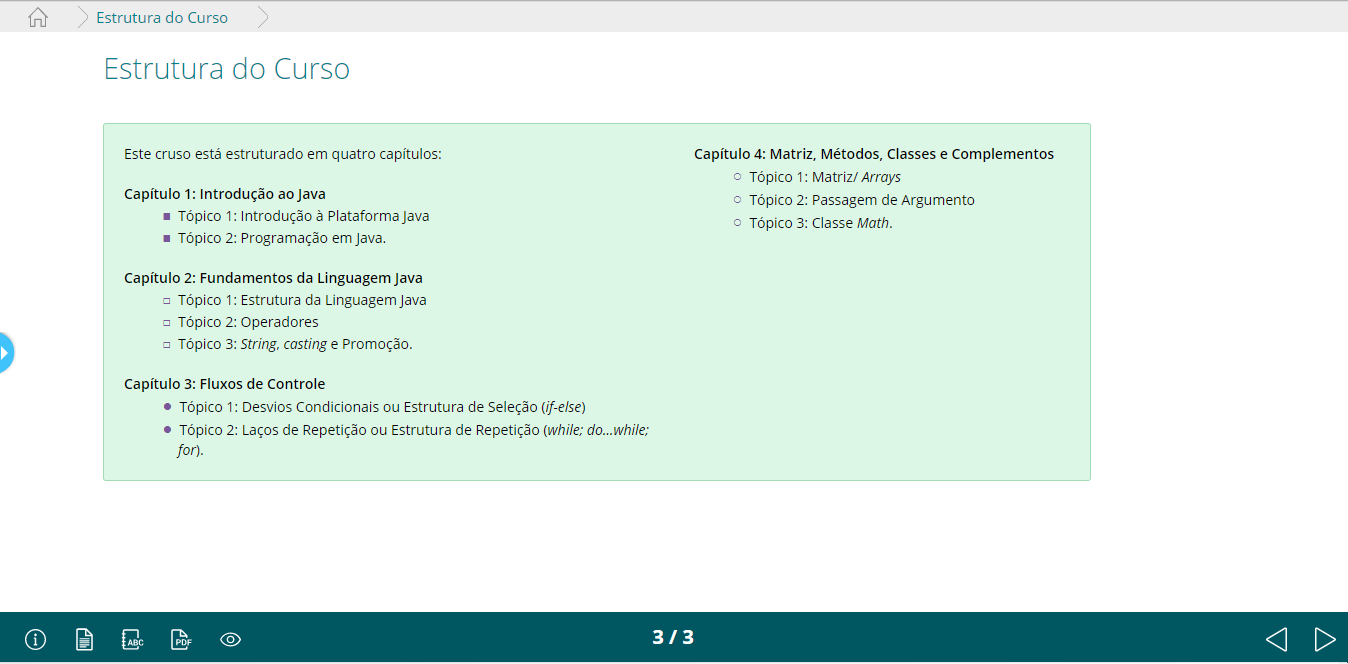 Estrutura do Curso
Estrutura do Curso
Este cruso está estruturado em quatro capítulos:
Capítulo 1: Introdução ao Java
Tópico 1: Introdução à Plataforma Java
Tópico 2: Programação em Java.
Capítulo 2: Fundamentos da Linguagem Java
Tópico 1: Estrutura da Linguagem Java
Tópico 2: Operadores
Tópico 3: String, casting e Promoção.
Capítulo 3: Fluxos de Controle
Tópico 1: Desvios Condicionais ou Estrutura de Seleção (if-else)
Tópico 2: Laços de Repetição ou Estrutura de Repetição (while; do...while;
for).
Capítulo 4: Matriz, Métodos, Classes e Complementos
Tópico 1: Matriz/ Arrays
Tópico 2: Passagem de Argumento
Tópico 3: Classe Math.
ABC
PDF
3 / 3